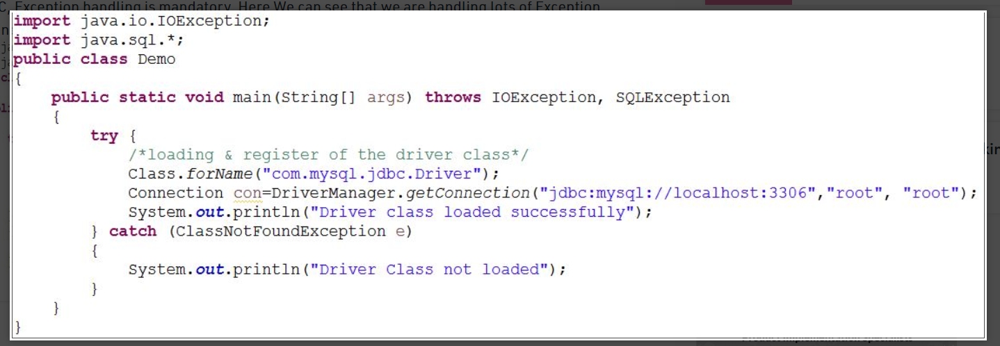 C, Exception handling is mandatory. Here We can see that we are handling lots of Exception
import java.io.IOException;
import java.sql.*;
public class Demo
{
    public static void main(String[] args) throws IOException, SQLException
    {
        try {
            /*loading & register of the driver class*/
            Class.forName("com.mysql.jdbc.Driver");
            Connection con=DriverManager.getConnection("jdbc:mysql://localhost:3306","root", "root");
            System.out.println("Driver class loaded successfully");
        } catch (ClassNotFoundException e)
        {
            System.out.println("Driver Class not loaded");
        }
    }
}